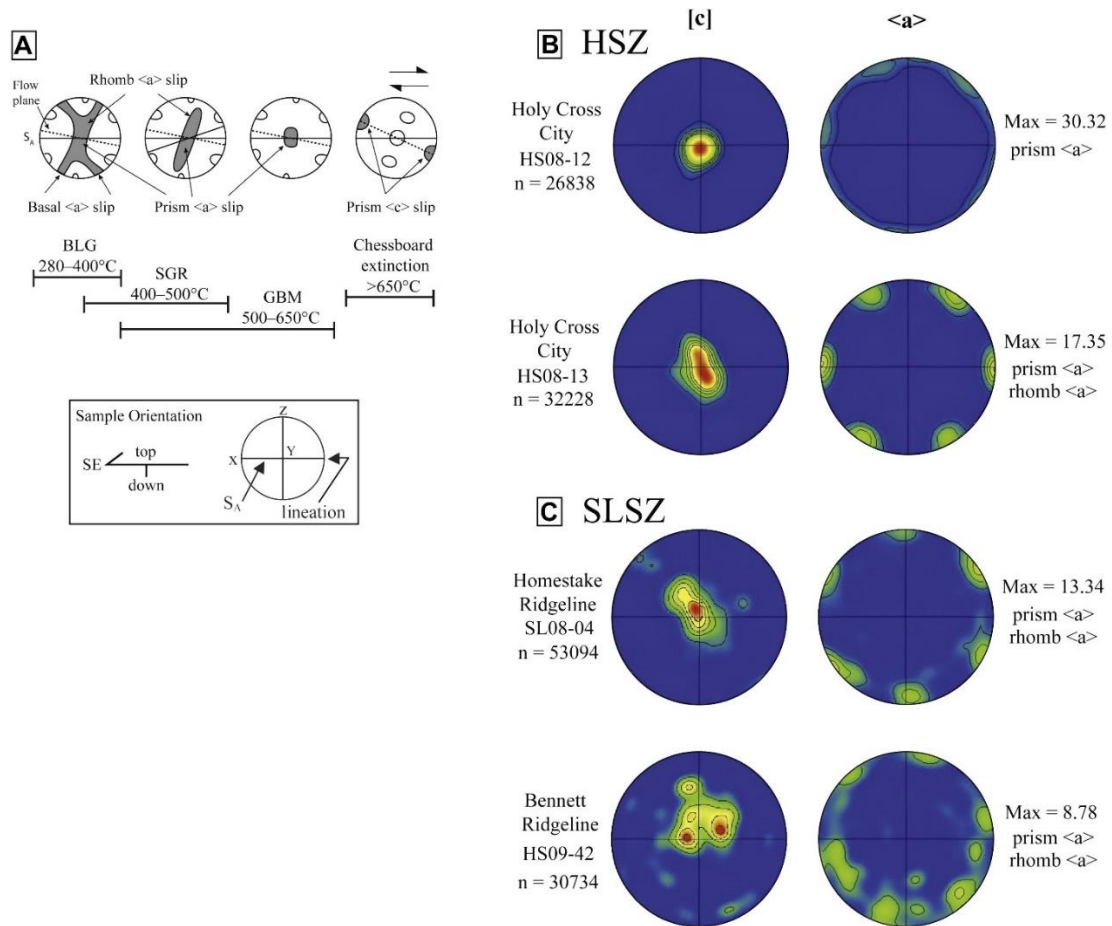 A
Flow
plane
Rhomb <a> slip
S_A
Basal <a> slip
Prism <a> slip
Prism <c> slip
BLG
280–400°C
SGR
400–500°C
GBM
500–650°C
Chessboard
extinction
>650°C
Sample Orientation
SE
top
down
Z
X
Y
S_A
lineation
[c]
<a>
B HSZ
Holy Cross
City
HS08-12
n = 26838
Max = 30.32
prism <a>
Holy Cross
City
HS08-13
n = 32228
Max = 17.35
prism <a>
rhomb <a>
C SLSZ
Homestake
Ridgeline
SL08-04
n = 53094
Max = 13.34
prism <a>
rhomb <a>
Bennett
Ridgeline
HS09-42
n = 30734
Max = 8.78
prism <a>
rhomb <a>